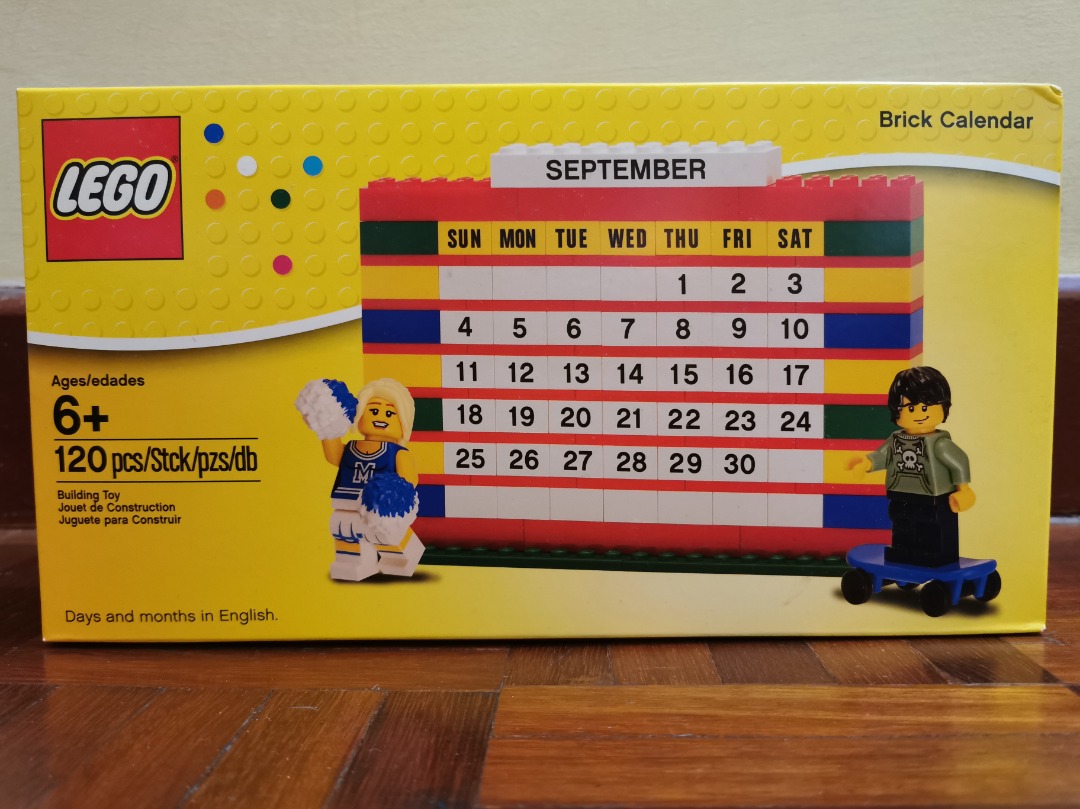 Brick Calendar
LEGO®
SEPTEMBER
SUN MON TUE WED THU FRI SAT
1 2 3
4 5 6 7 8 9 10
11 12 13 14 15 16 17
18 19 20 21 22 23 24
25 26 27 28 29 30
Ages/edades
6+
120 pcs/Stck/pzs/db
Building Toy
Jouet de Construction
Juguete para Construir
M
Days and months in English.